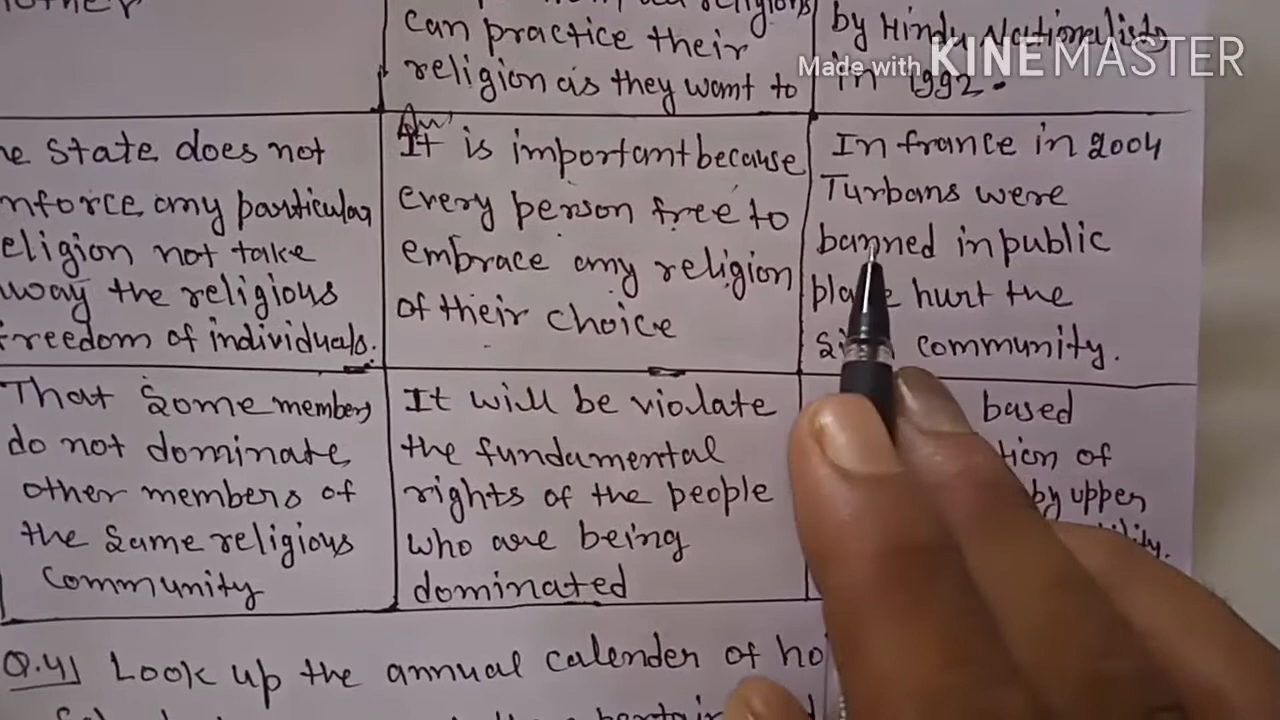 can practice their
religion as they want to
by Hindu Nationalists
in 1992.
Made with KINEMASTER
State does not
any particular
religion not take
the religious
freedom of individuals.
Ans
It is important because
every person free to
embrace any religion
of their choice
In france in 2004
Turbans were
banned in public
hurt the
community.
That some members
do not dominate
other members of
the same religious
community
It will be violate
the fundamental
rights of the people
who are being
dominated
based
of
by upper
Q.4) Look up the annual calender of